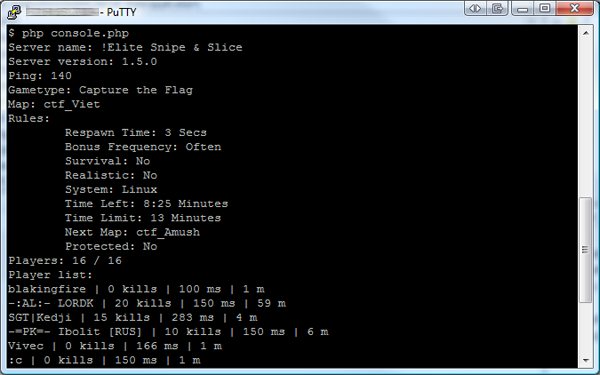 - PuTTY
$ php console.php
Server name: !Elite Snipe & Slice
Server version: 1.5.0
Ping: 140
Gametype: Capture the Flag
Map: ctf_Viet
Rules:
Respawn Time: 3 Secs
Bonus Frequency: Often
Survival: No
Realistic: No
System: Linux
Time Left: 8:25 Minutes
Time Limit: 13 Minutes
Next Map: ctf_Amush
Protected: No
Players: 16 / 16
Player list:
blakingfire | 0 kills | 100 ms | 1 m
-:AL:- LORDK | 20 kills | 150 ms | 59 m
SGT|Kedji | 15 kills | 283 ms | 4 m
-=PK=- Ibolit [RUS] | 10 kills | 150 ms | 6 m
Vivec | 0 kills | 166 ms | 1 m
:c | 0 kills | 150 ms | 1 m